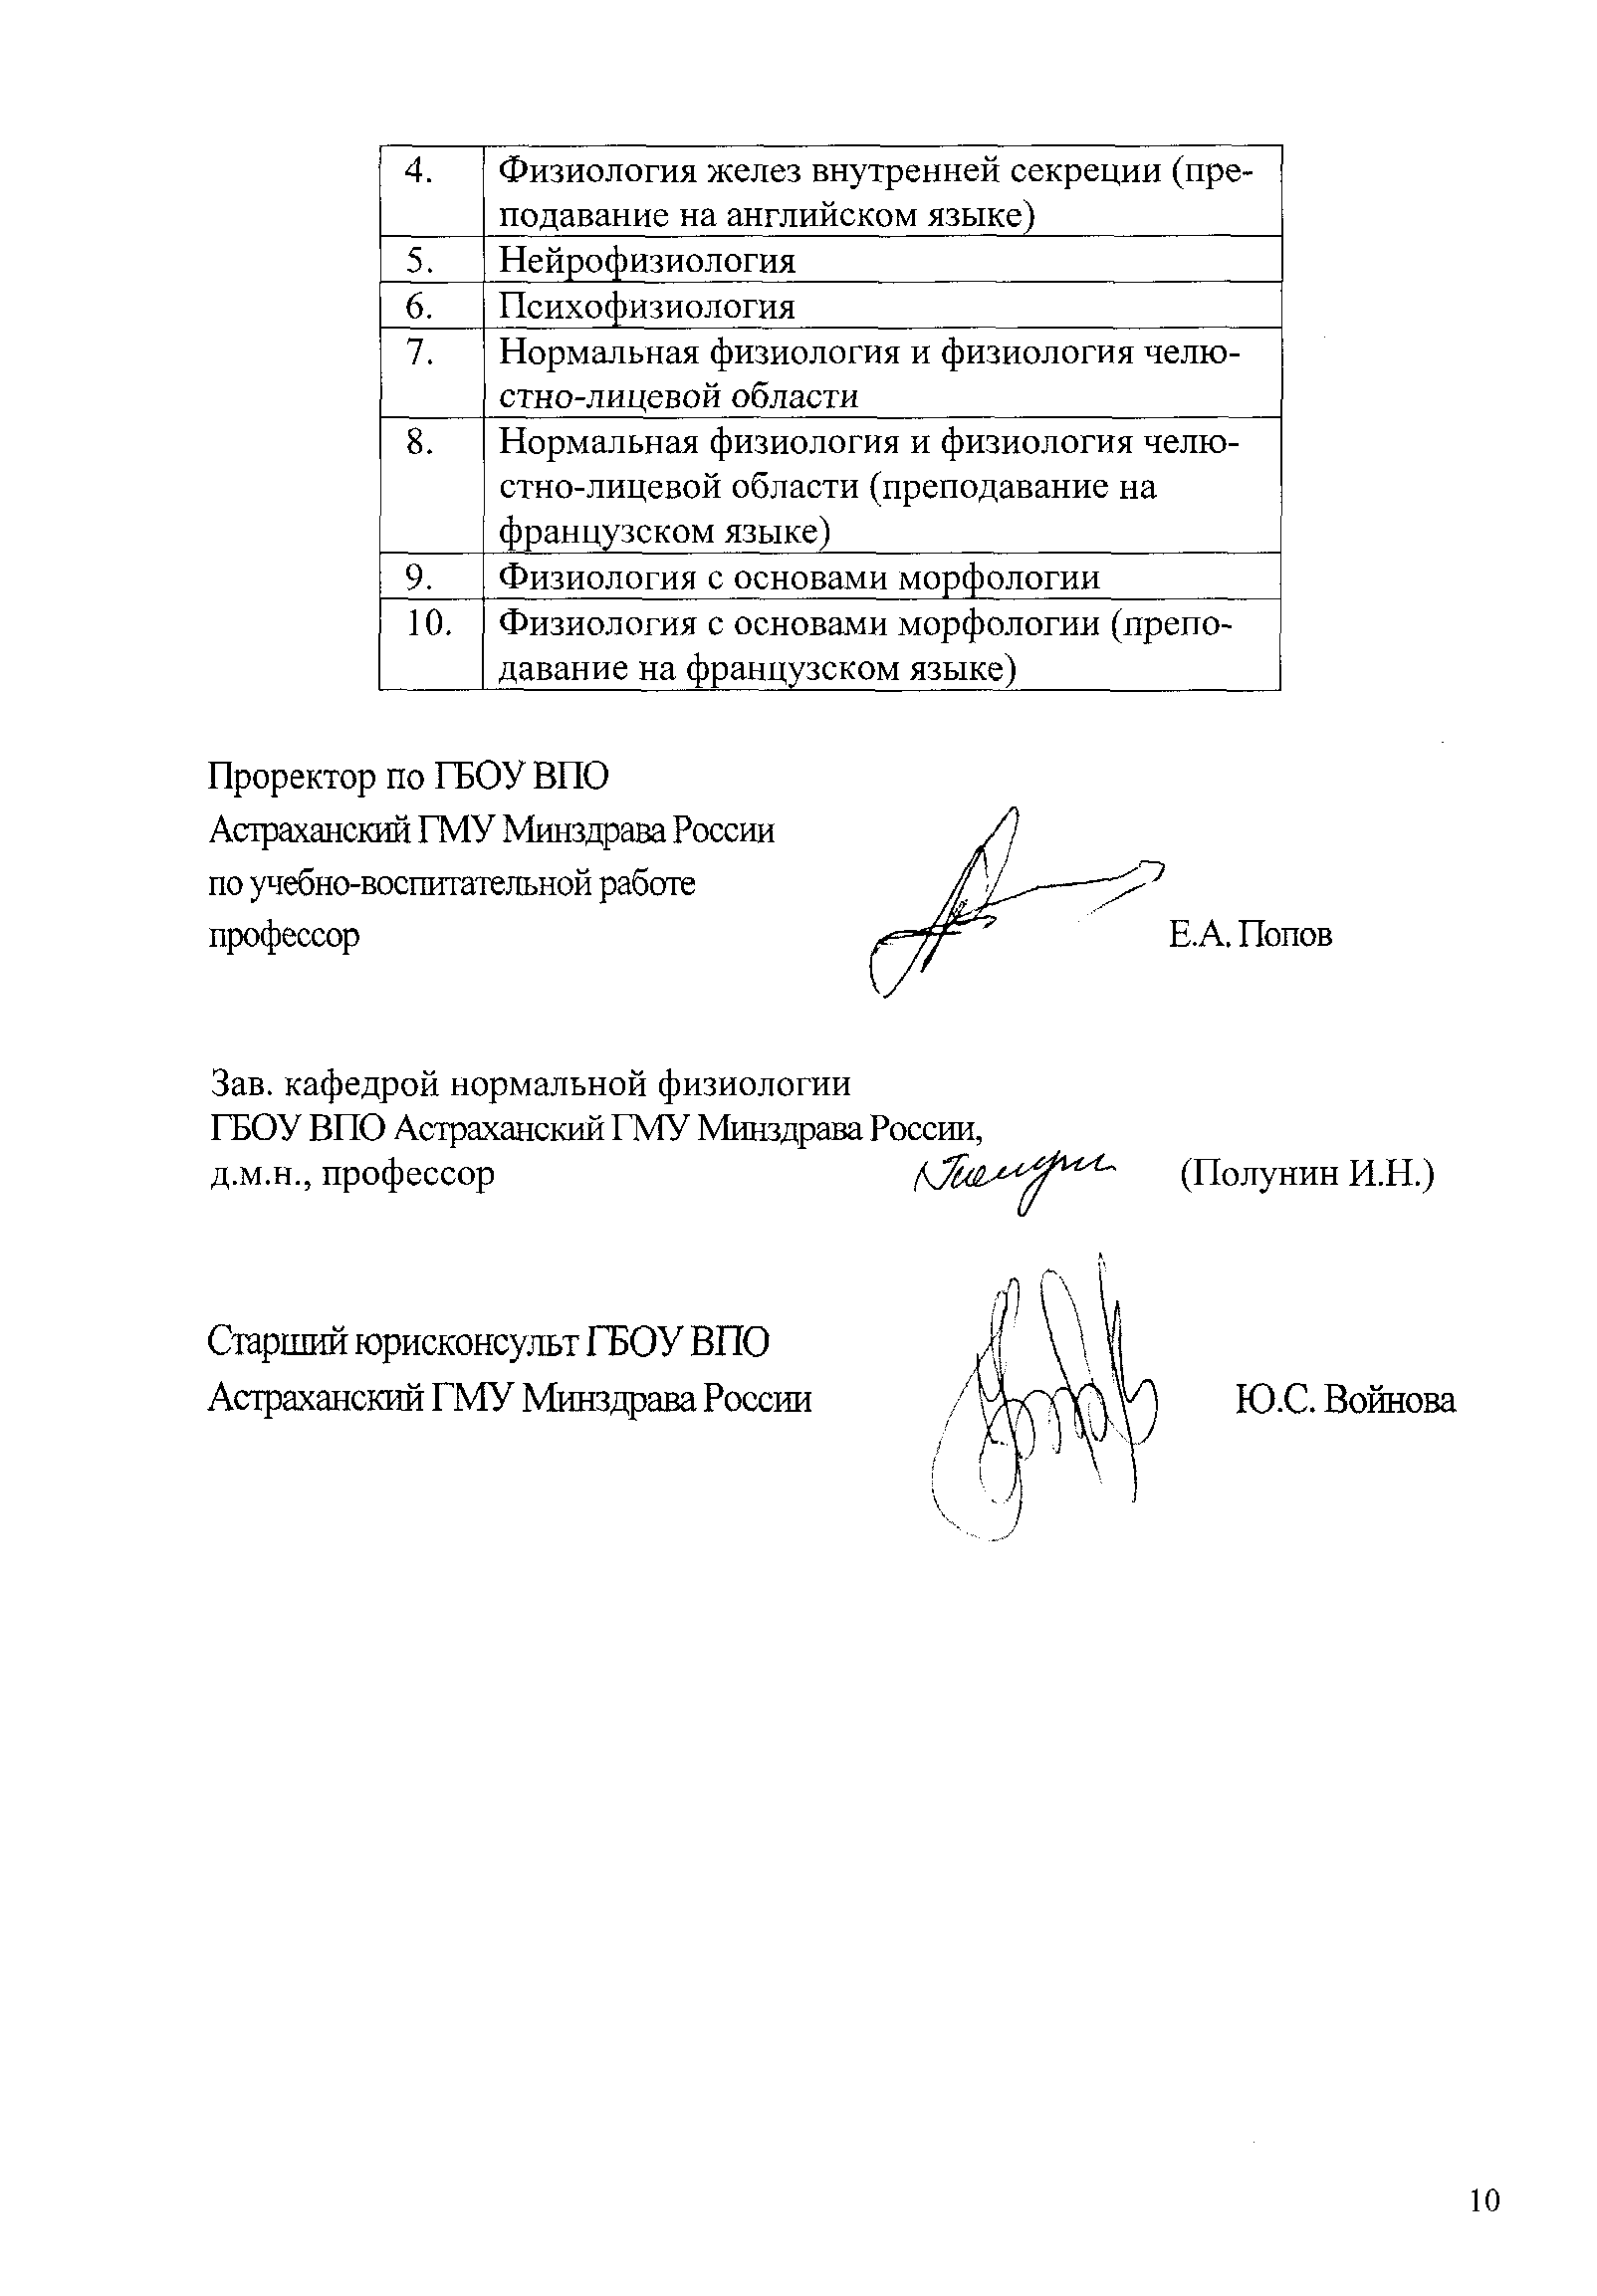 4. Физиология желез внутренней секреции (пре-
подавание на английском языке)
5. Нейрофизиология
6. Психофизиология
7. Нормальная физиология и физиология челю-
стно-лицевой области
8. Нормальная физиология и физиология челю-
стно-лицевой области (преподавание на
французском языке)
9. Физиология с основами морфологии
10. Физиология с основами морфологии (препо-
давание на французском языке)
Проректор по ГБОУ ВПО
Астраханский ГМУ Минздрава России
по учебно-воспитательной работе
профессор Е.А. Попов
Зав. кафедрой нормальной физиологии
ГБОУ ВПО Астраханский ГМУ Минздрава России,
д.м.н., профессор (Полунин И.Н.)
Старший юрисконсульт ГБОУ ВПО
Астраханский ГМУ Минздрава России Ю.С. Войнова
10